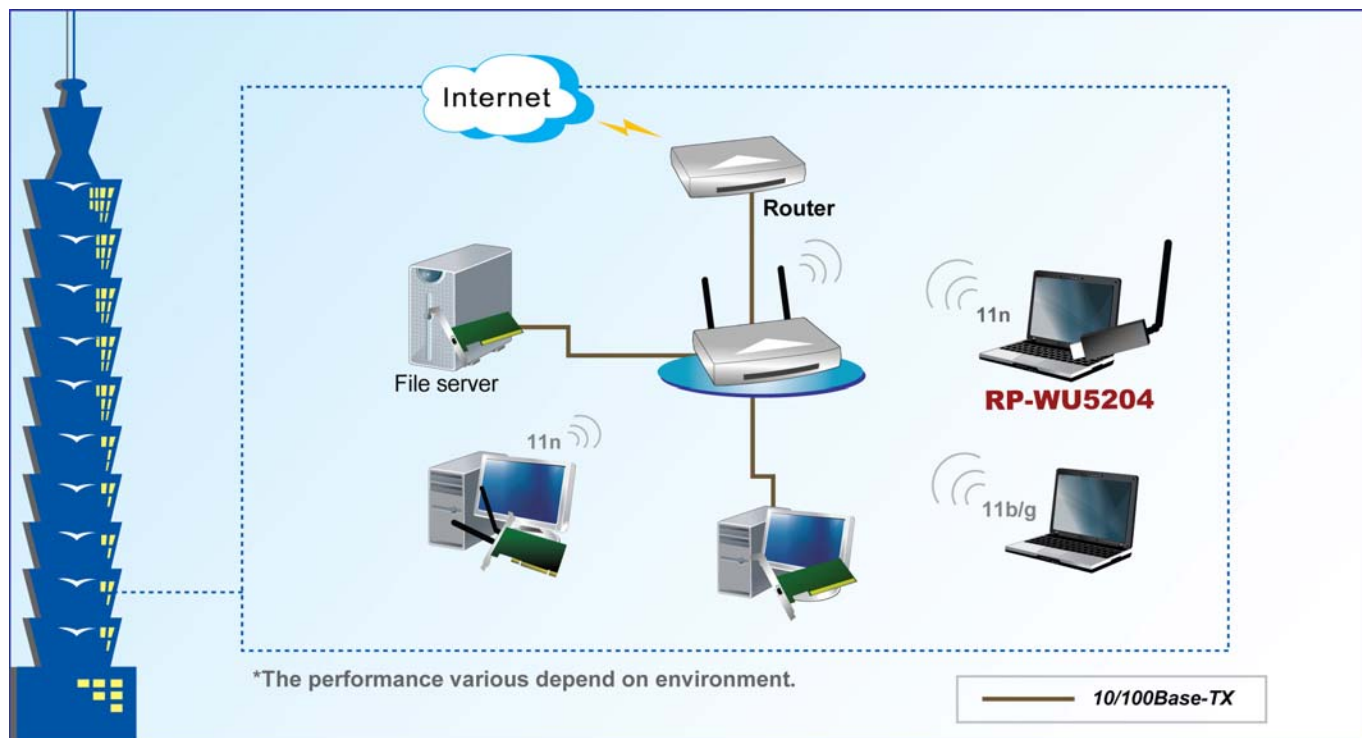 Internet
Router
11n
File server
RP-WU5204
11n
11b/g
*The performance various depend on environment.
10/100Base-TX